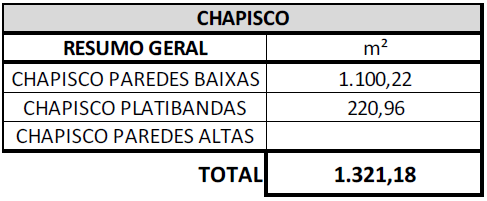 CHAPISCO
RESUMO GERAL m²
CHAPISCO PAREDES BAIXAS 1.100,22
CHAPISCO PLATIBANDAS 220,96
CHAPISCO PAREDES ALTAS
TOTAL 1.321,18